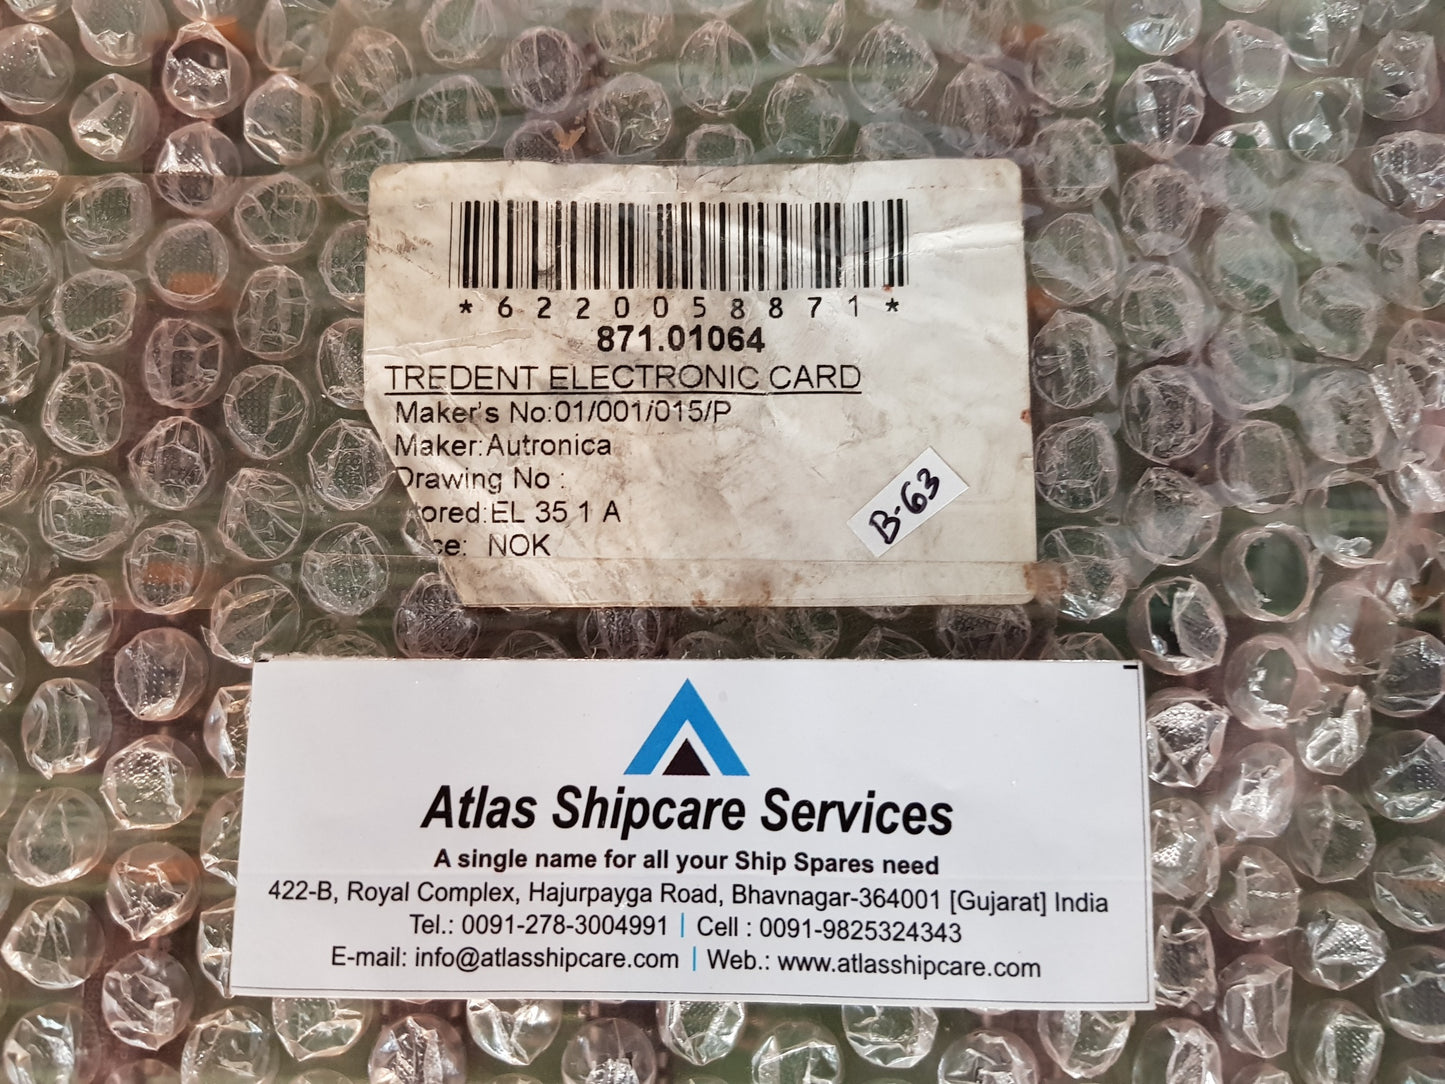 *6220058871*
871.01064
TREDENT ELECTRONIC CARD
Maker's No:01/001/015/P
Maker:Autronica
Drawing No :
ored:EL 35 1 A
ce: NOK
B-63
Atlas Shipcare Services
A single name for all your Ship Spares need
422-B, Royal Complex, Hajurpayga Road, Bhavnagar-364001 [Gujarat] India
Tel.: 0091-278-3004991 | Cell : 0091-9825324343
E-mail: info@atlasshipcare.com | Web.: www.atlasshipcare.com